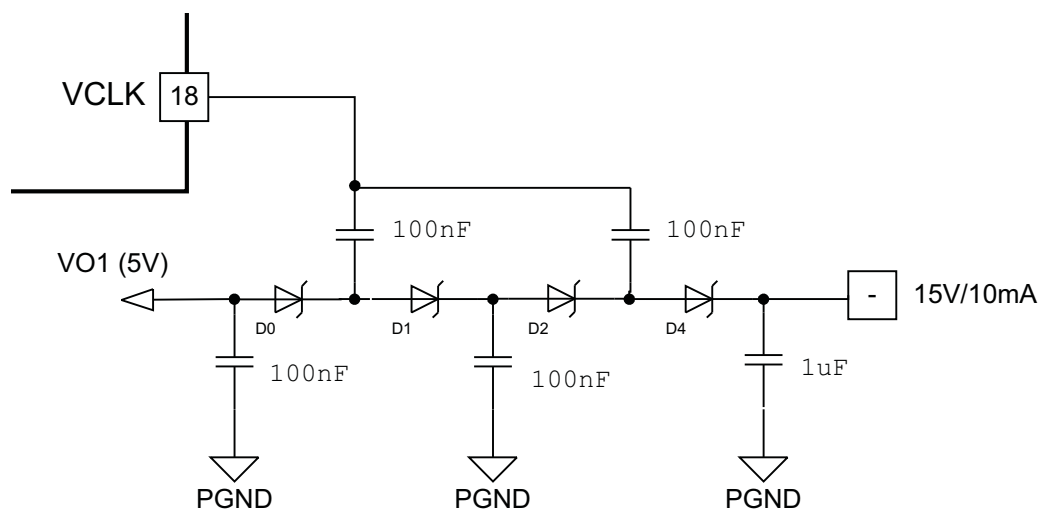 VCLK
18
100nF
100nF
VO1 (5V)
-
15V/10mA
D0
D1
D2
D4
100nF
100nF
1uF
PGND
PGND
PGND